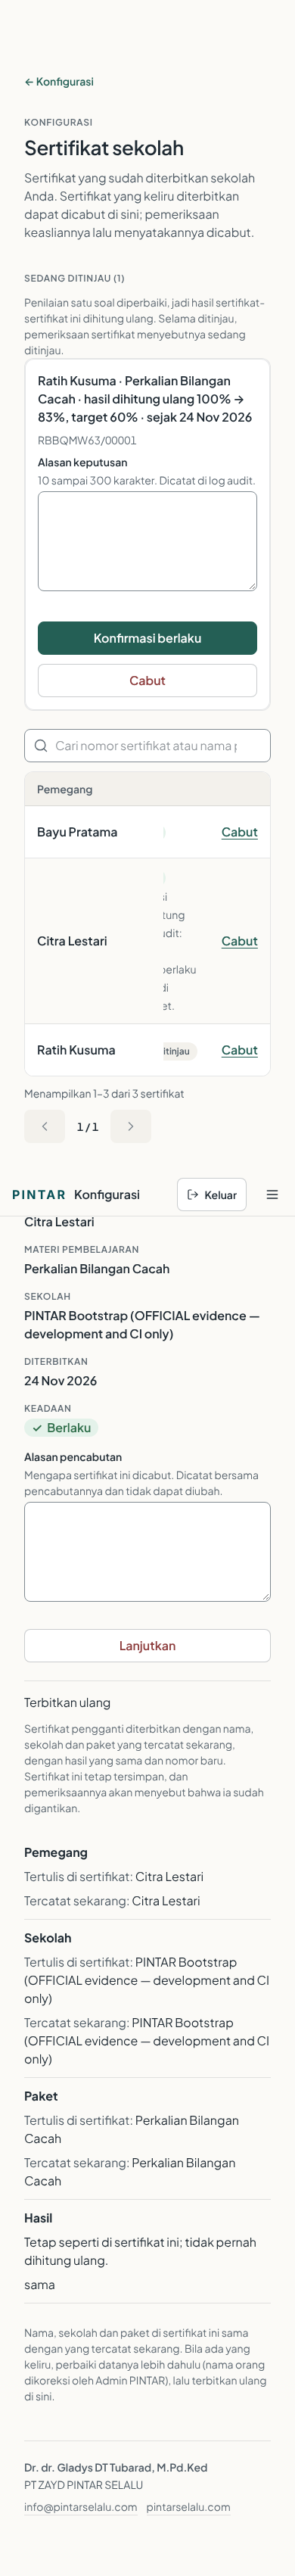 ← Konfigurasi
KONFIGURASI
Sertifikat sekolah
Sertifikat yang sudah diterbitkan sekolah
Anda. Sertifikat yang keliru diterbitkan
dapat dicabut di sini; pemeriksaan
keasliannya lalu menyatakannya dicabut.
SEDANG DITINJAU (1)
Penilaian satu soal diperbaiki, jadi hasil sertifikat-
sertifikat ini dihitung ulang. Selama ditinjau,
pemeriksaan sertifikat menyebutnya sedang
ditinjau.
Ratih Kusuma · Perkalian Bilangan
Cacah · hasil dihitung ulang 100% →
83%, target 60% · sejak 24 Nov 2026
RBBQMW63/00001
Alasan keputusan
10 sampai 300 karakter. Dicatat di log audit.
Konfirmasi berlaku
Cabut
Cari nomor sertifikat atau nama p
Pemegang
Bayu Pratama
Cabut
Citra Lestari
Cabut
Ratih Kusuma
itinjau
Cabut
Menampilkan 1–3 dari 3 sertifikat
1/1
PINTAR Konfigurasi
Keluar
Citra Lestari
MATERI PEMBELAJARAN
Perkalian Bilangan Cacah
SEKOLAH
PINTAR Bootstrap (OFFICIAL evidence —
development and CI only)
DITERBITKAN
24 Nov 2026
KEADAAN
✓ Berlaku
Alasan pencabutan
Mengapa sertifikat ini dicabut. Dicatat bersama
pencabutannya dan tidak dapat diubah.
Lanjutkan
Terbitkan ulang
Sertifikat pengganti diterbitkan dengan nama,
sekolah dan paket yang tercatat sekarang,
dengan hasil yang sama dan nomor baru.
Sertifikat ini tetap tersimpan, dan
pemeriksaannya akan menyebut bahwa ia sudah
digantikan.
Pemegang
Tertulis di sertifikat: Citra Lestari
Tercatat sekarang: Citra Lestari
Sekolah
Tertulis di sertifikat: PINTAR Bootstrap
(OFFICIAL evidence — development and CI
only)
Tercatat sekarang: PINTAR Bootstrap
(OFFICIAL evidence — development and CI
only)
Paket
Tertulis di sertifikat: Perkalian Bilangan
Cacah
Tercatat sekarang: Perkalian Bilangan
Cacah
Hasil
Tetap seperti di sertifikat ini; tidak pernah
dihitung ulang.
sama
Nama, sekolah dan paket di sertifikat ini sama
dengan yang tercatat sekarang. Bila ada yang
keliru, perbaiki datanya lebih dahulu (nama orang
dikoreksi oleh Admin PINTAR), lalu terbitkan ulang
di sini.
Dr. dr. Gladys DT Tubarad, M.Pd.Ked
PT ZAYD PINTAR SELALU
info@pintarselalu.com pintarselalu.com